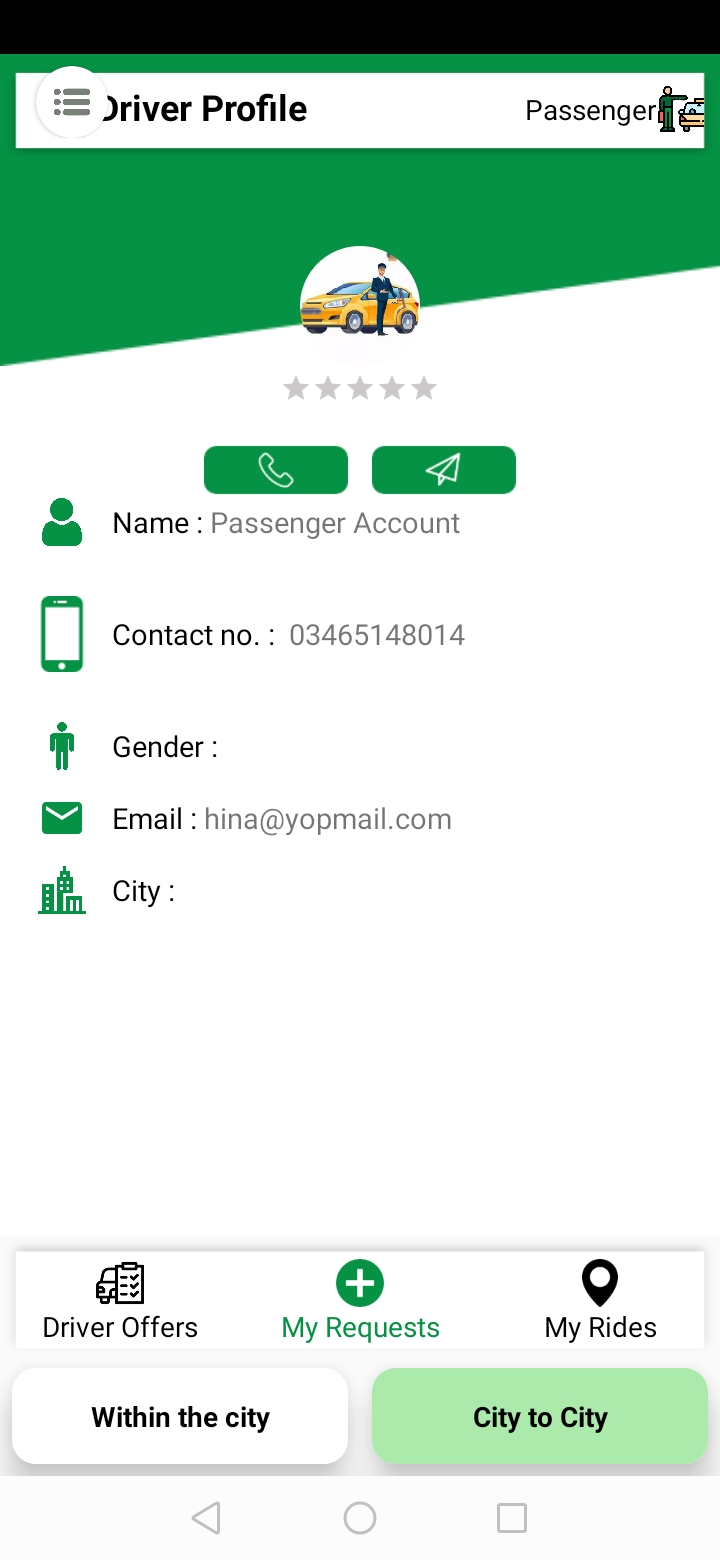 Driver Profile
Passenger
Name : Passenger Account
Contact no. : 03465148014
Gender :
Email : hina@yopmail.com
City :
Driver Offers
My Requests
My Rides
Within the city
City to City